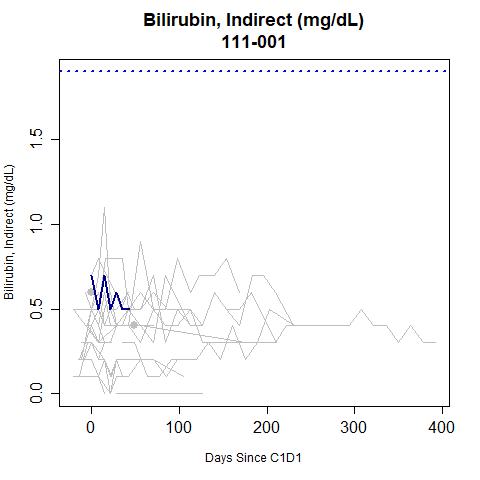 Bilirubin, Indirect (mg/dL)
111-001
Bilirubin, Indirect (mg/dL)
1.5
1.0
0.5
0.0
0 100 200 300 400
Days Since C1D1